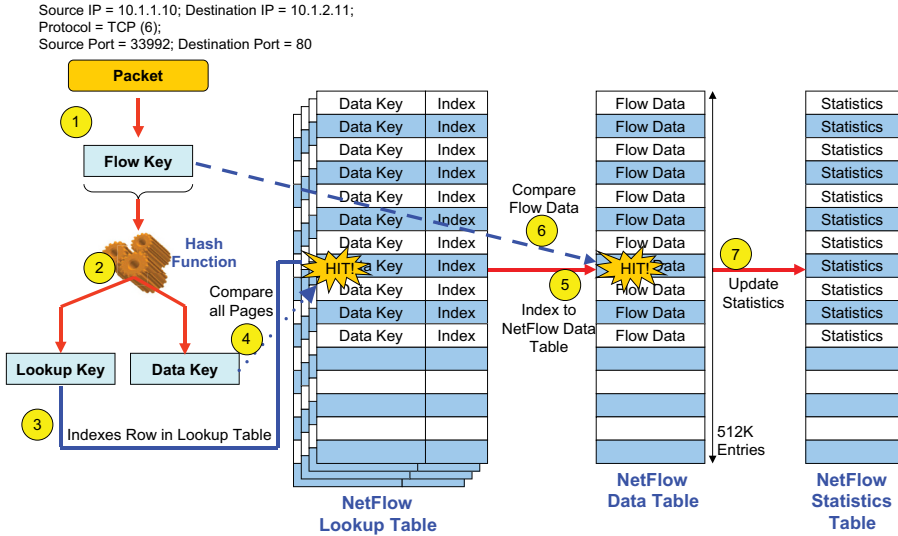 Source IP = 10.1.1.10; Destination IP = 10.1.2.11;
Protocol = TCP (6);
Source Port = 33992; Destination Port = 80
Packet
1
Flow Key
2
Hash
Function
Compare
all Pages
4
Lookup Key
Data Key
3
Indexes Row in Lookup Table
Data Key Index
Data Key Index
Data Key Index
Data Key Index
Data Key Index
Data Key Index
Data Key Index
HIT! Key Index
Data Key Index
Data Key Index
Data Key Index
NetFlow
Lookup Table
Compare
Flow Data
6
5
Index to
NetFlow Data
Table
Flow Data
Flow Data
Flow Data
Flow Data
Flow Data
Flow Data
Flow Data
HIT! Data
Flow Data
Flow Data
Flow Data
512K
Entries
NetFlow
Data Table
7
Update
Statistics
Statistics
Statistics
Statistics
Statistics
Statistics
Statistics
Statistics
Statistics
Statistics
Statistics
Statistics
NetFlow
Statistics
Table